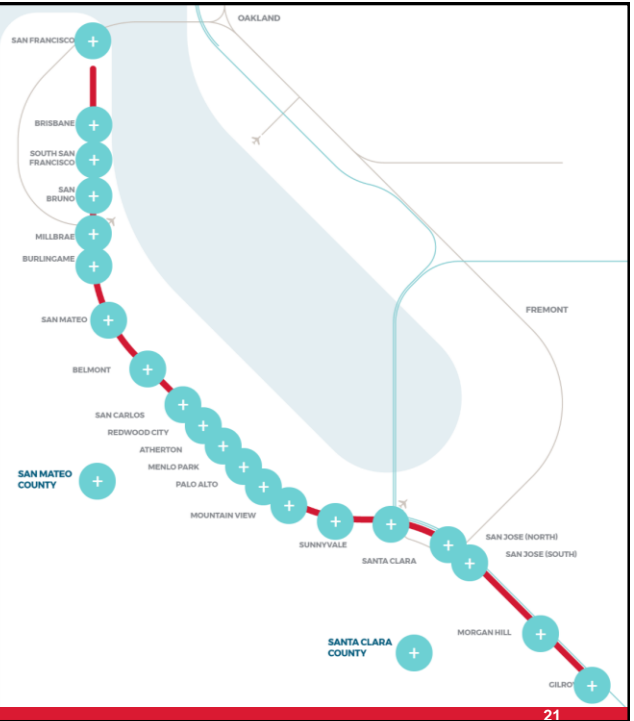 OAKLAND
SAN FRANCISCO
BRISBANE
SOUTH SAN
FRANCISCO
SAN
BRUNO
MILLBRAE
BURLINGAME
FREMONT
SAN MATEO
BELMONT
SAN CARLOS
REDWOOD CITY
ATHERTON
MENLO PARK
SAN MATEO
COUNTY
PALO ALTO
MOUNTAIN VIEW
SUNNYVALE
SAN JOSE (NORTH)
SAN JOSE (SOUTH)
SANTA CLARA
MORGAN HILL
SANTA CLARA
COUNTY
21